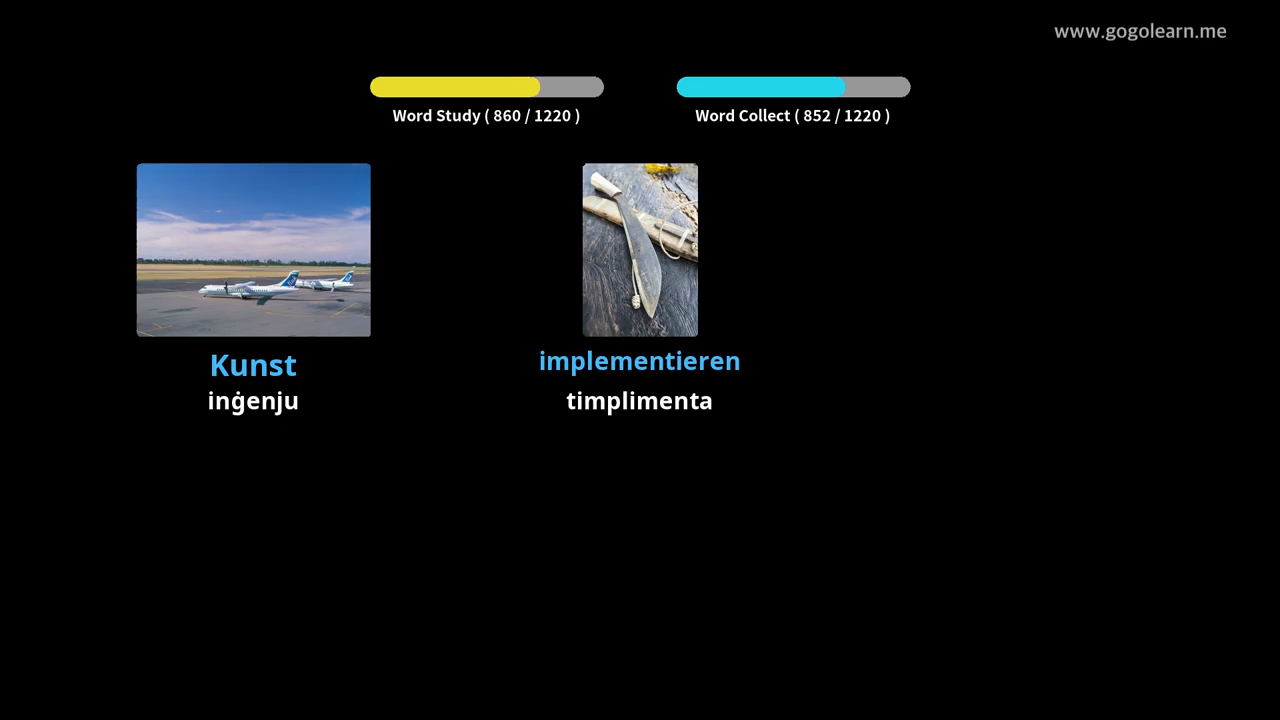 www.gogolearn.me
Word Study ( 860 / 1220 )
Word Collect ( 852 / 1220 )
Kunst
inġenju
implementieren
timplimenta